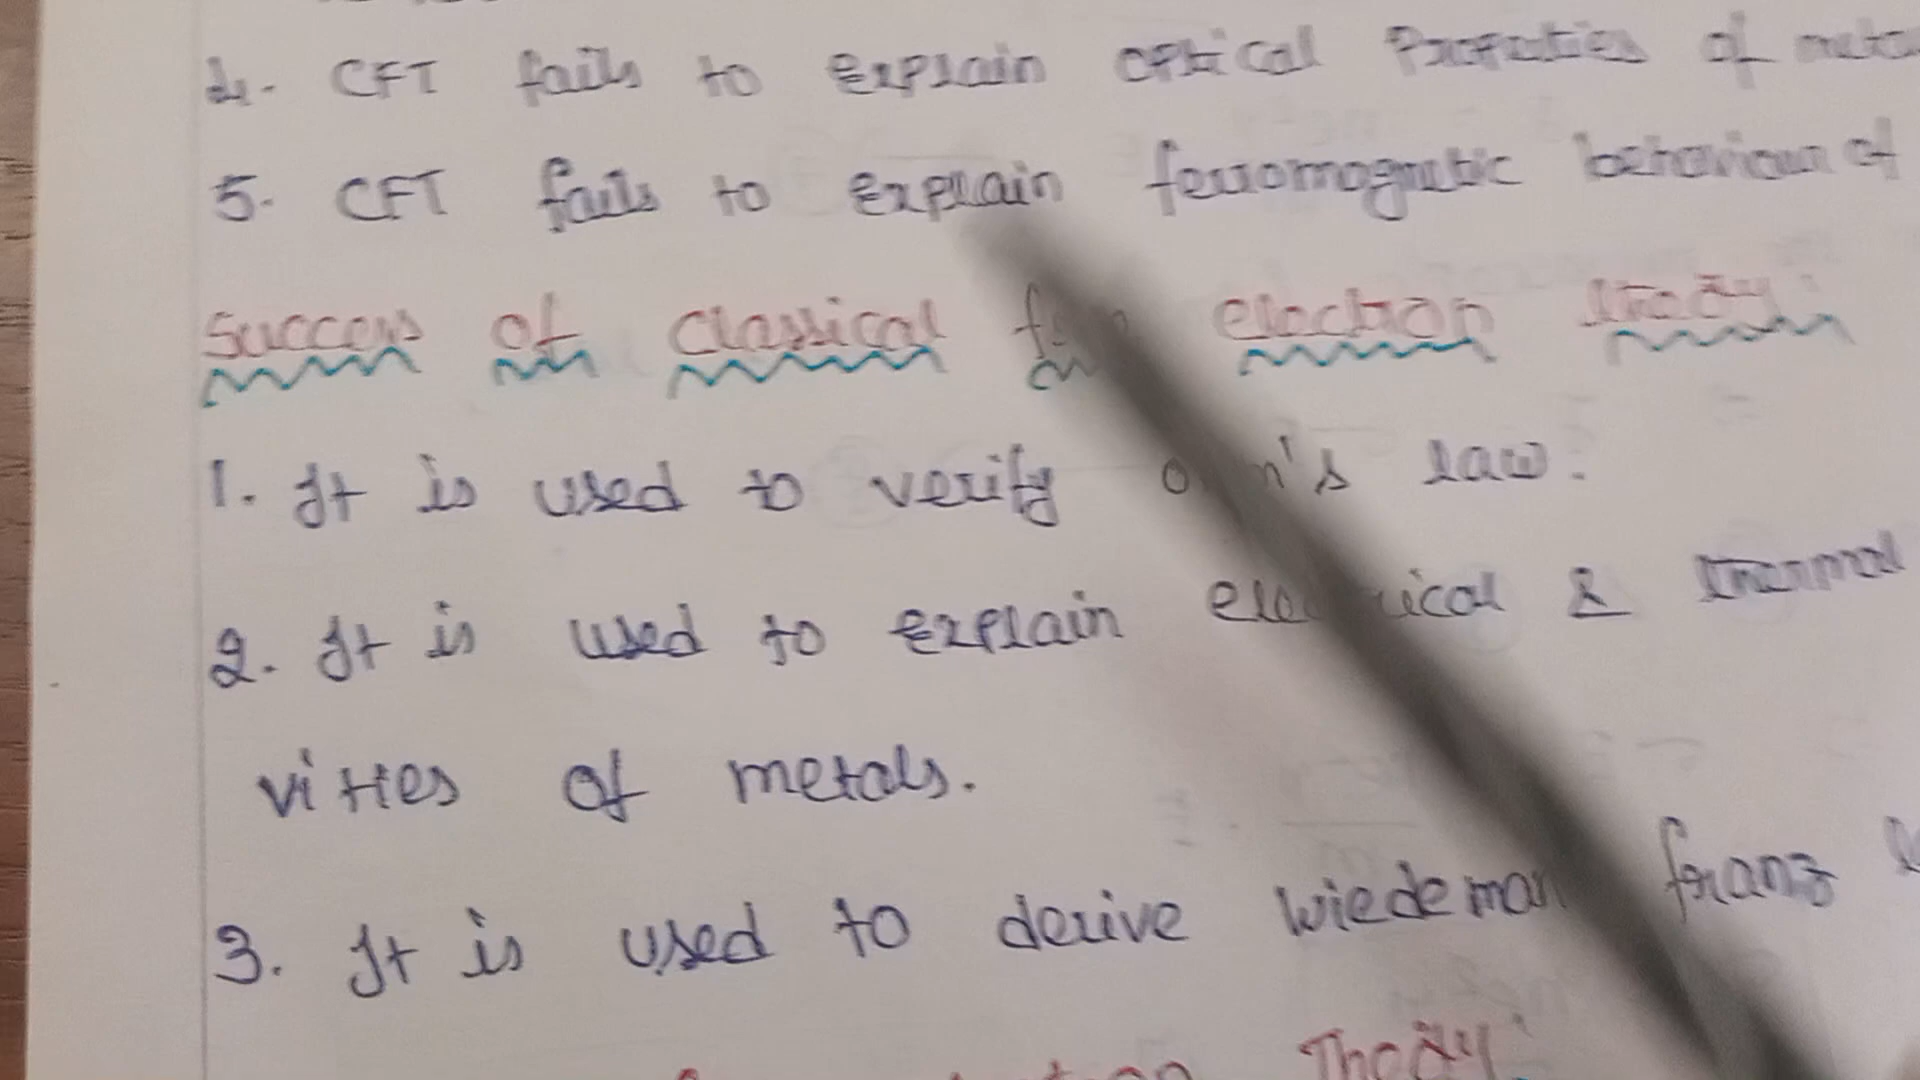 4. CFT fails to explain optical Properties of
5. CFT fails to explain ferromagnetic behaviour of
Success of Classical electron theory:
1. It is used to verify law.
2. It is used to explain & thermal
vities of metals.
3. It is used to derive franz
Theory: